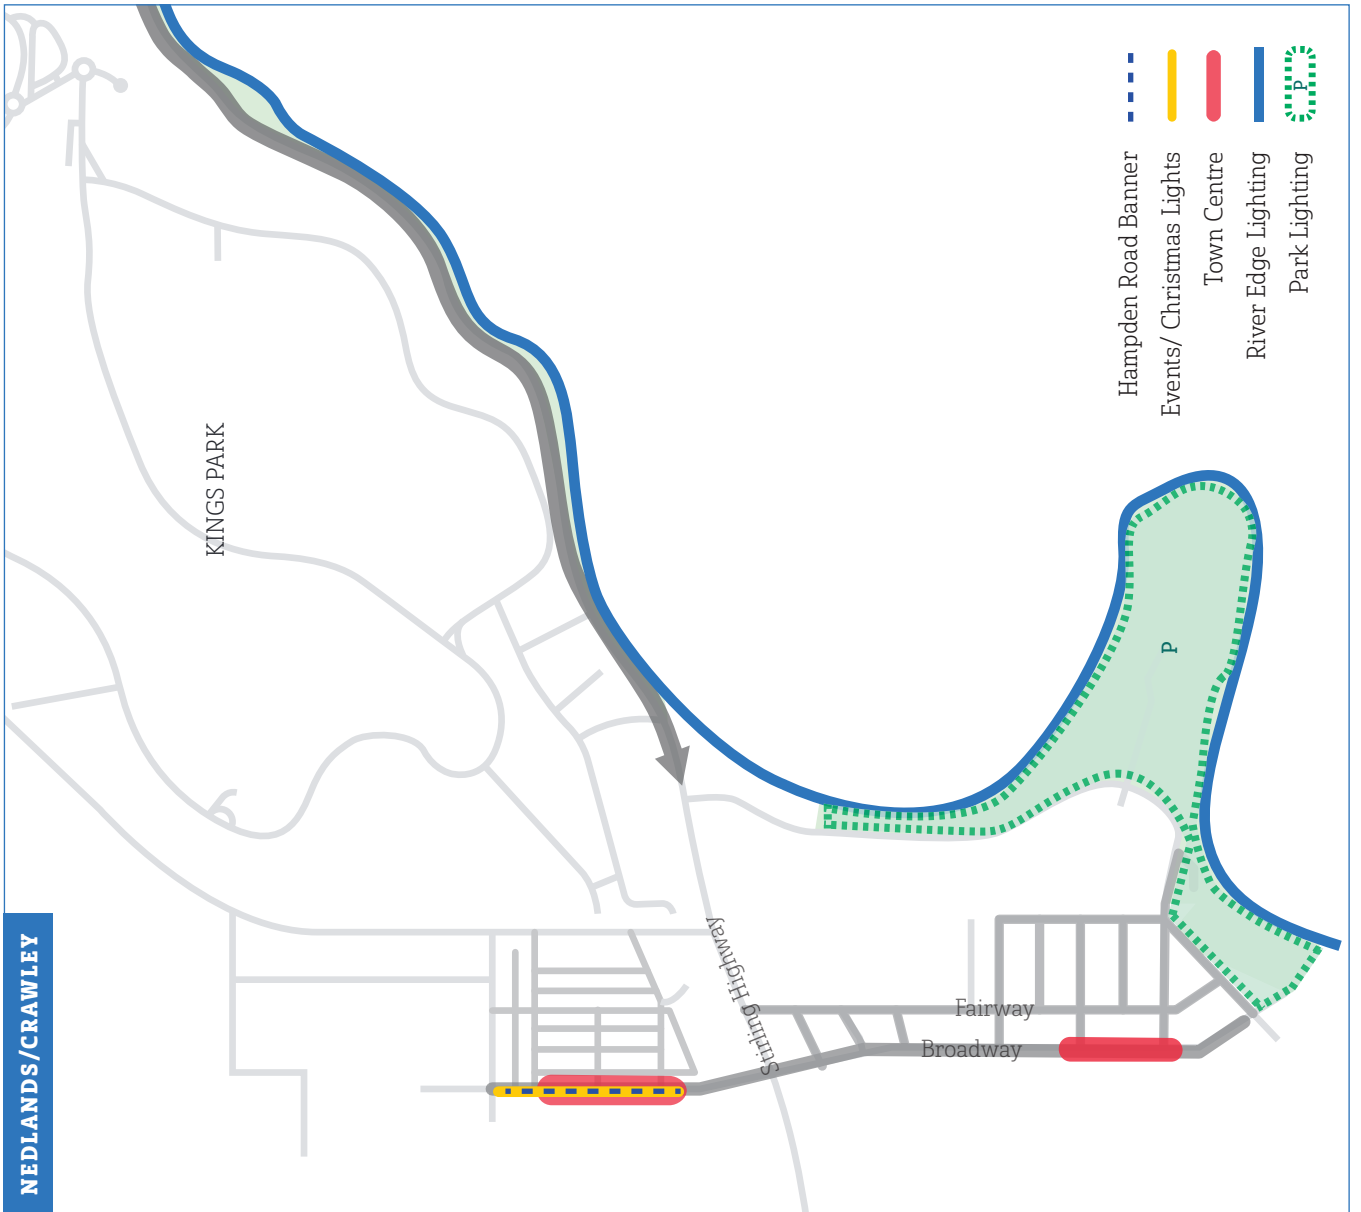 NEDLANDS/CRAWLEY
KINGS PARK
Stirling Highway
Fairway
Broadway
P
Hampden Road Banner
Events/ Christmas Lights
Town Centre
River Edge Lighting
P
Park Lighting